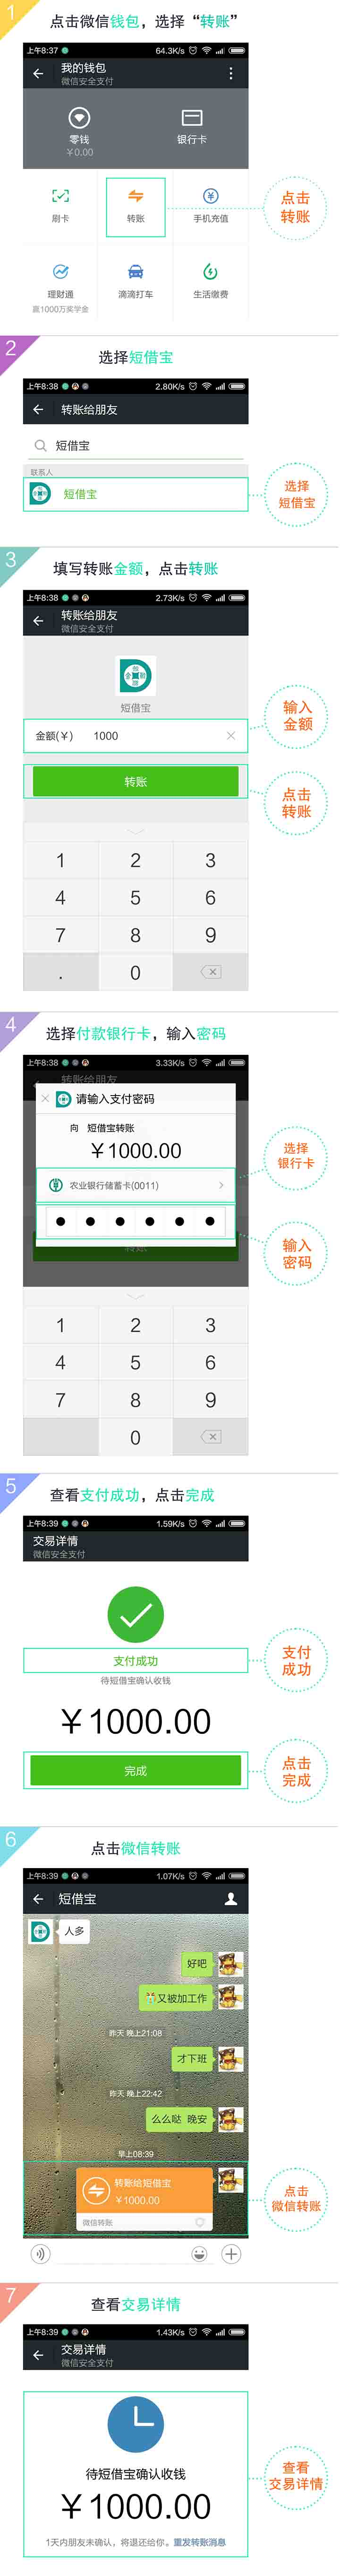 1
点击微信钱包，选择“转账”
上午8:37
64.3K/s
我的钱包
微信安全支付
零钱
￥0.00
银行卡
刷卡
转账
手机充值
点击
转账
理财通
赢1000万奖学金
滴滴打车
生活缴费
2
选择短借宝
上午8:38
2.80K/s
转账给朋友
短借宝
联系人
短借宝
选择
短借宝
3
填写转账金额，点击转账
上午8:38
2.73K/s
转账给朋友
微信安全支付
短借宝
金额(￥)
1000
输入
金额
转账
点击
转账
1
2
3
4
5
6
7
8
9
.
0
4
选择付款银行卡，输入密码
上午8:38
3.33K/s
转账给朋友
请输入支付密码
向 短借宝转账
￥1000.00
农业银行储蓄卡(0011)
选择
银行卡
输入
密码
转账
1
2
3
4
5
6
7
8
9
0
5
查看支付成功，点击完成
上午8:39
1.59K/s
交易详情
微信安全支付
支付成功
待短借宝确认收钱
支付
成功
￥1000.00
完成
点击
完成
6
点击微信转账
上午8:39
1.07K/s
短借宝
人多
好吧
又被加工作
昨天 晚上21:08
才下班
昨天 晚上22:42
么么哒 晚安
早上08:39
转账给短借宝
￥1000.00
微信转账
点击
微信转账
7
查看交易详情
上午8:39
1.43K/s
交易详情
微信安全支付
待短借宝确认收钱
￥1000.00
1天内朋友未确认，将退还给你。重发转账消息
查看
交易详情